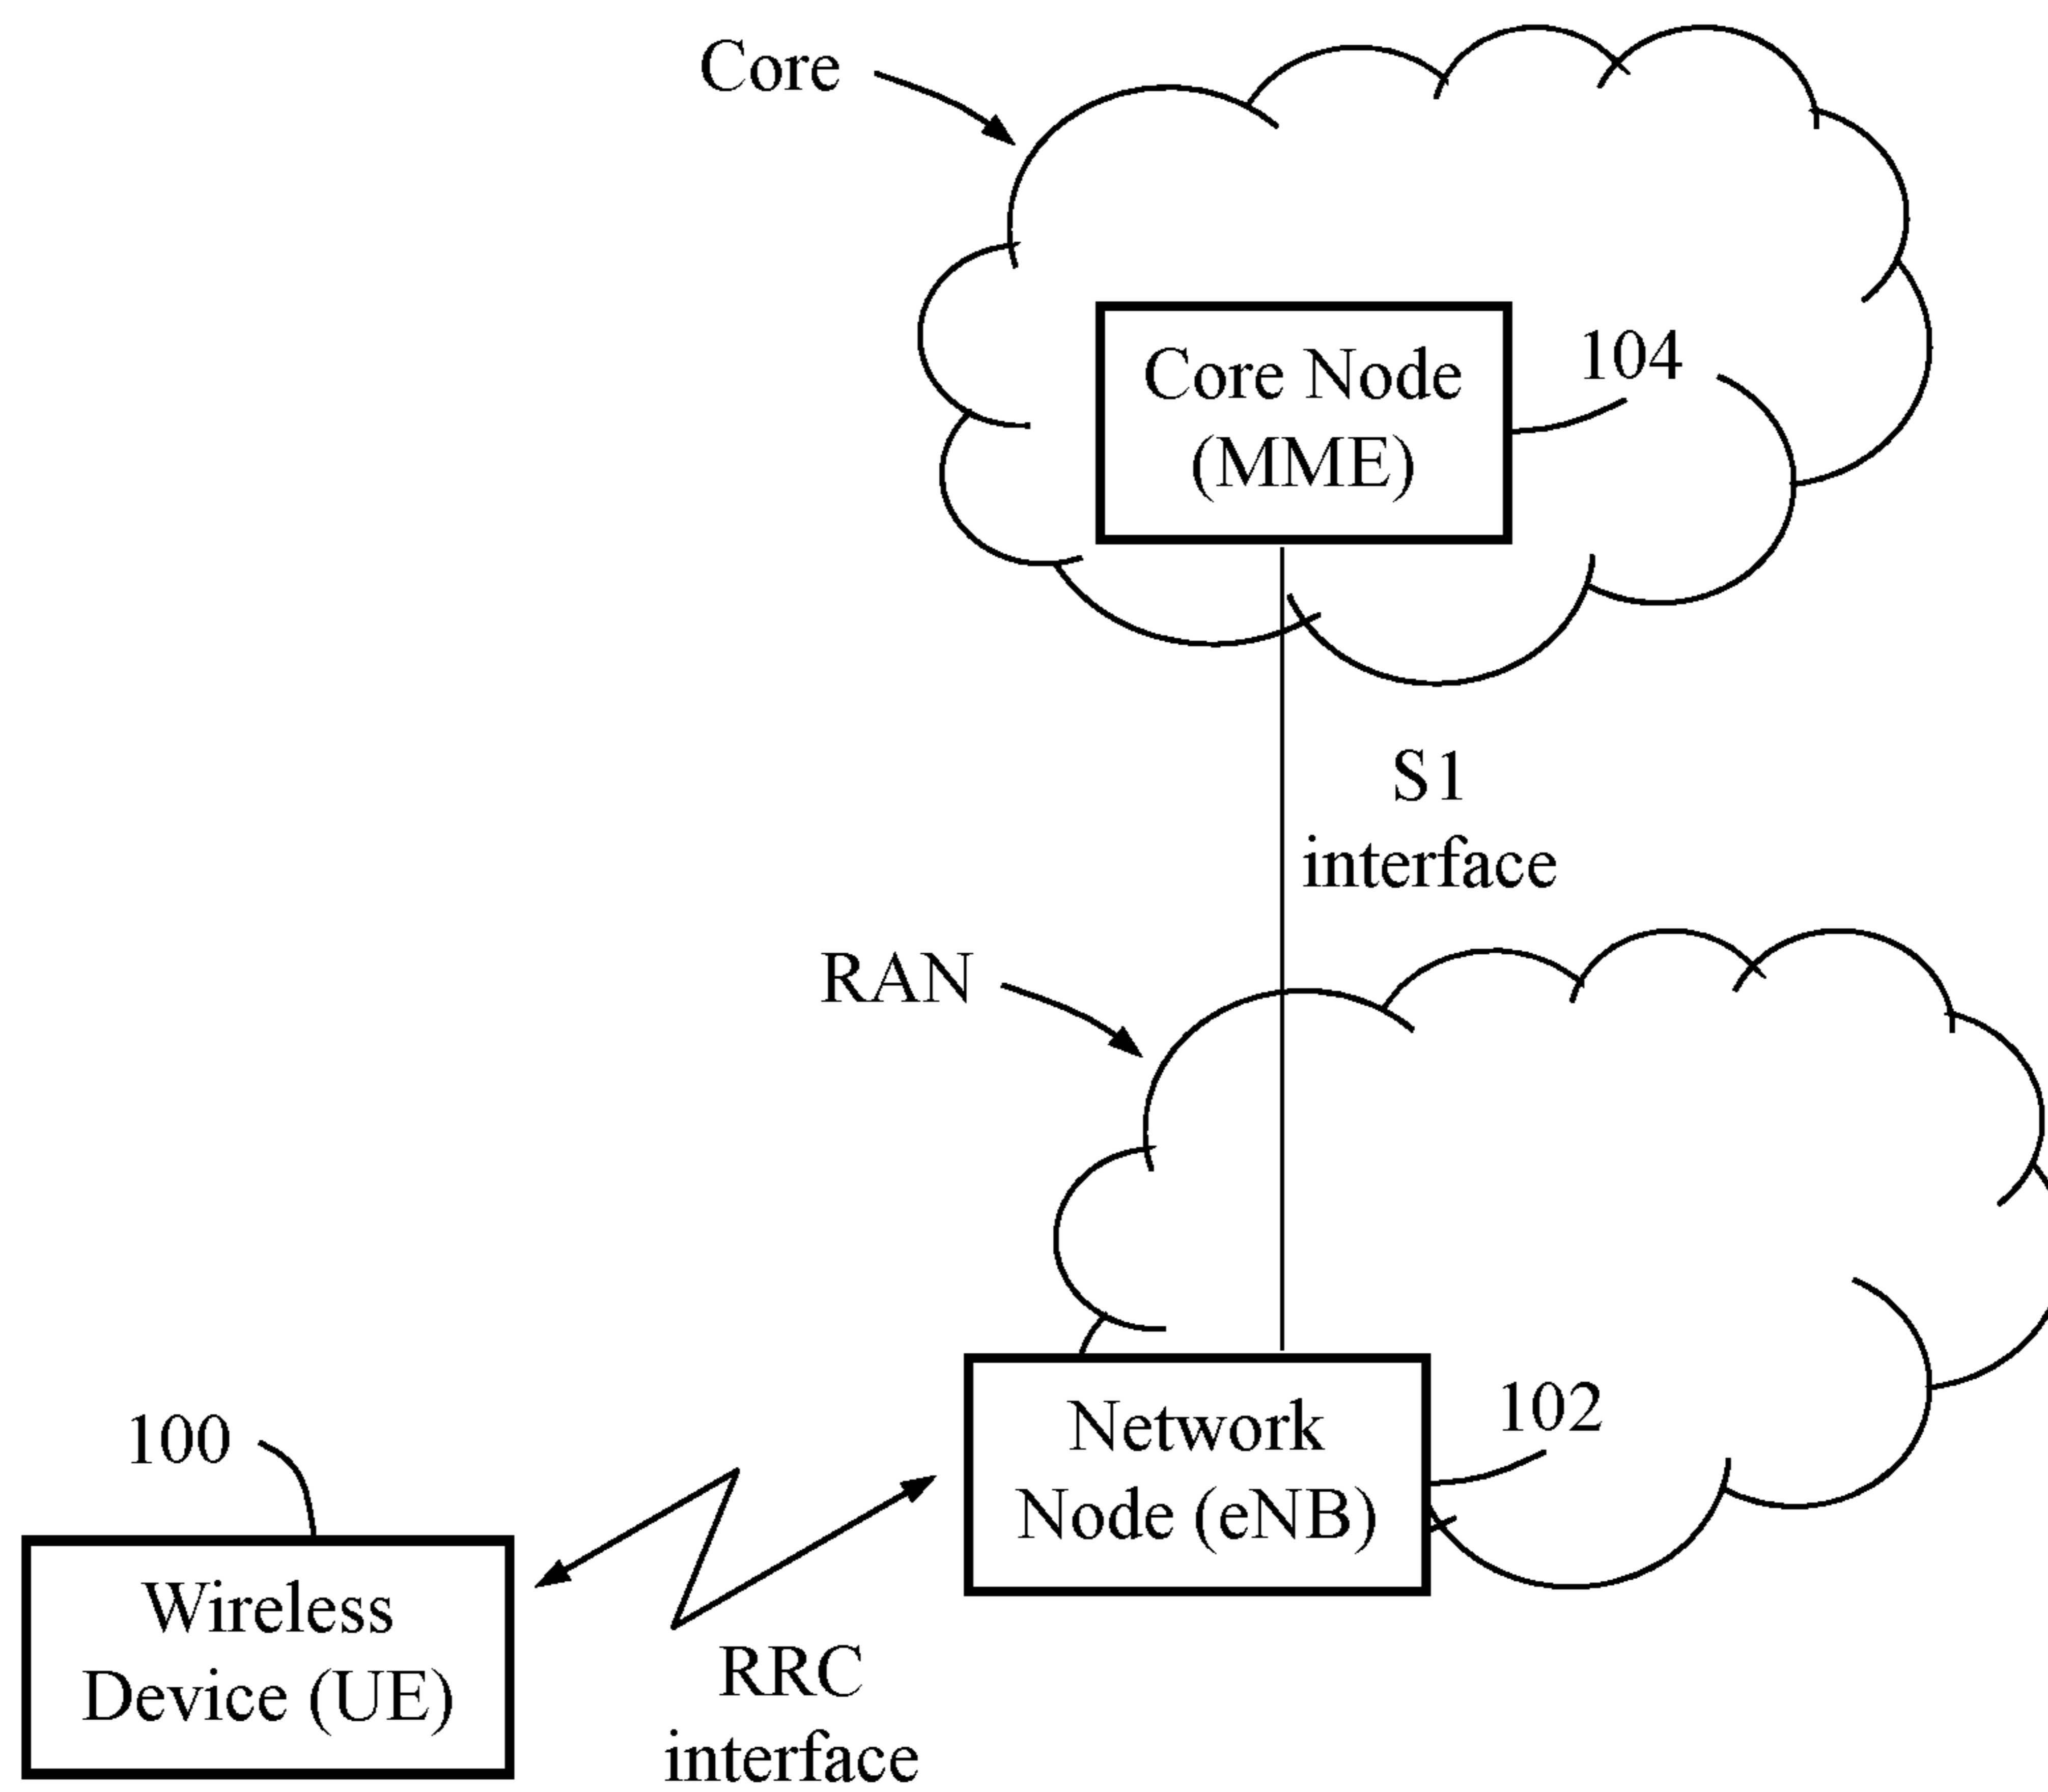 Core
104
Core Node
(MME)
S1
interface
RAN
102
Network
Node (eNB)
100
Wireless
Device (UE)
RRC
interface